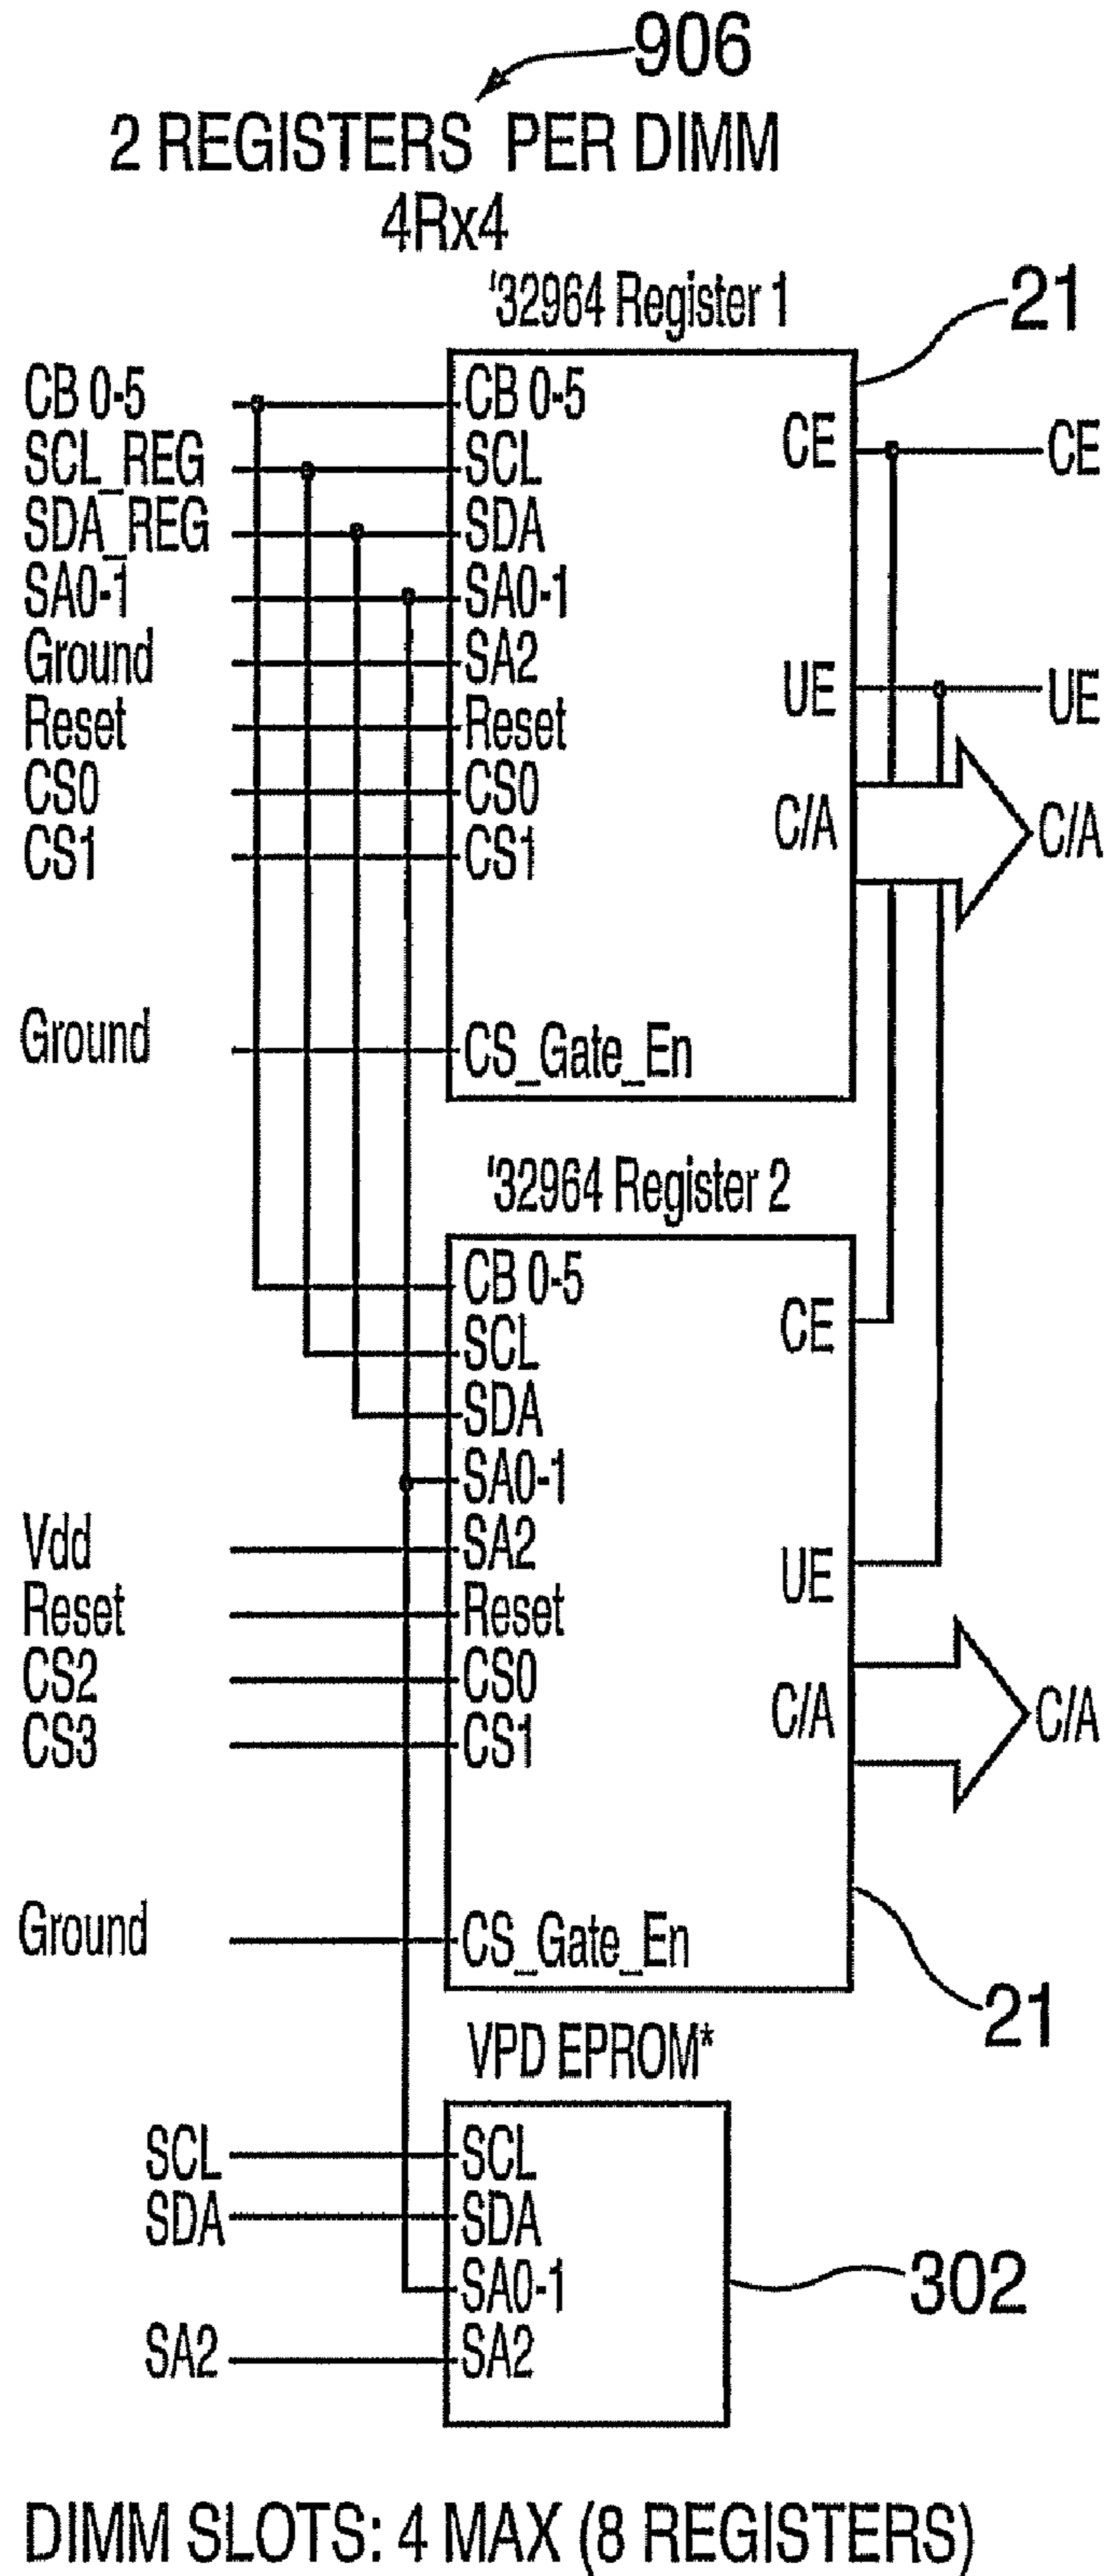 906
2 REGISTERS PER DIMM
4Rx4
'32964 Register 1
21
CB 0-5 CB 0-5
CE CE
SCL_REG SCL
SDA_REG SDA
SA0-1 SA0-1
Ground SA2
UE UE
Reset Reset
CS0 CS0
C/A C/A
CS1 CS1
Ground CS_Gate_En
'32964 Register 2
CB 0-5
CE
SCL
SDA
SA0-1
Vdd SA2
UE
Reset Reset
CS2 CS0
C/A C/A
CS3 CS1
Ground CS_Gate_En
21
VPD EPROM*
SCL SCL
SDA SDA
SA0-1
302
SA2 SA2
DIMM SLOTS: 4 MAX (8 REGISTERS)